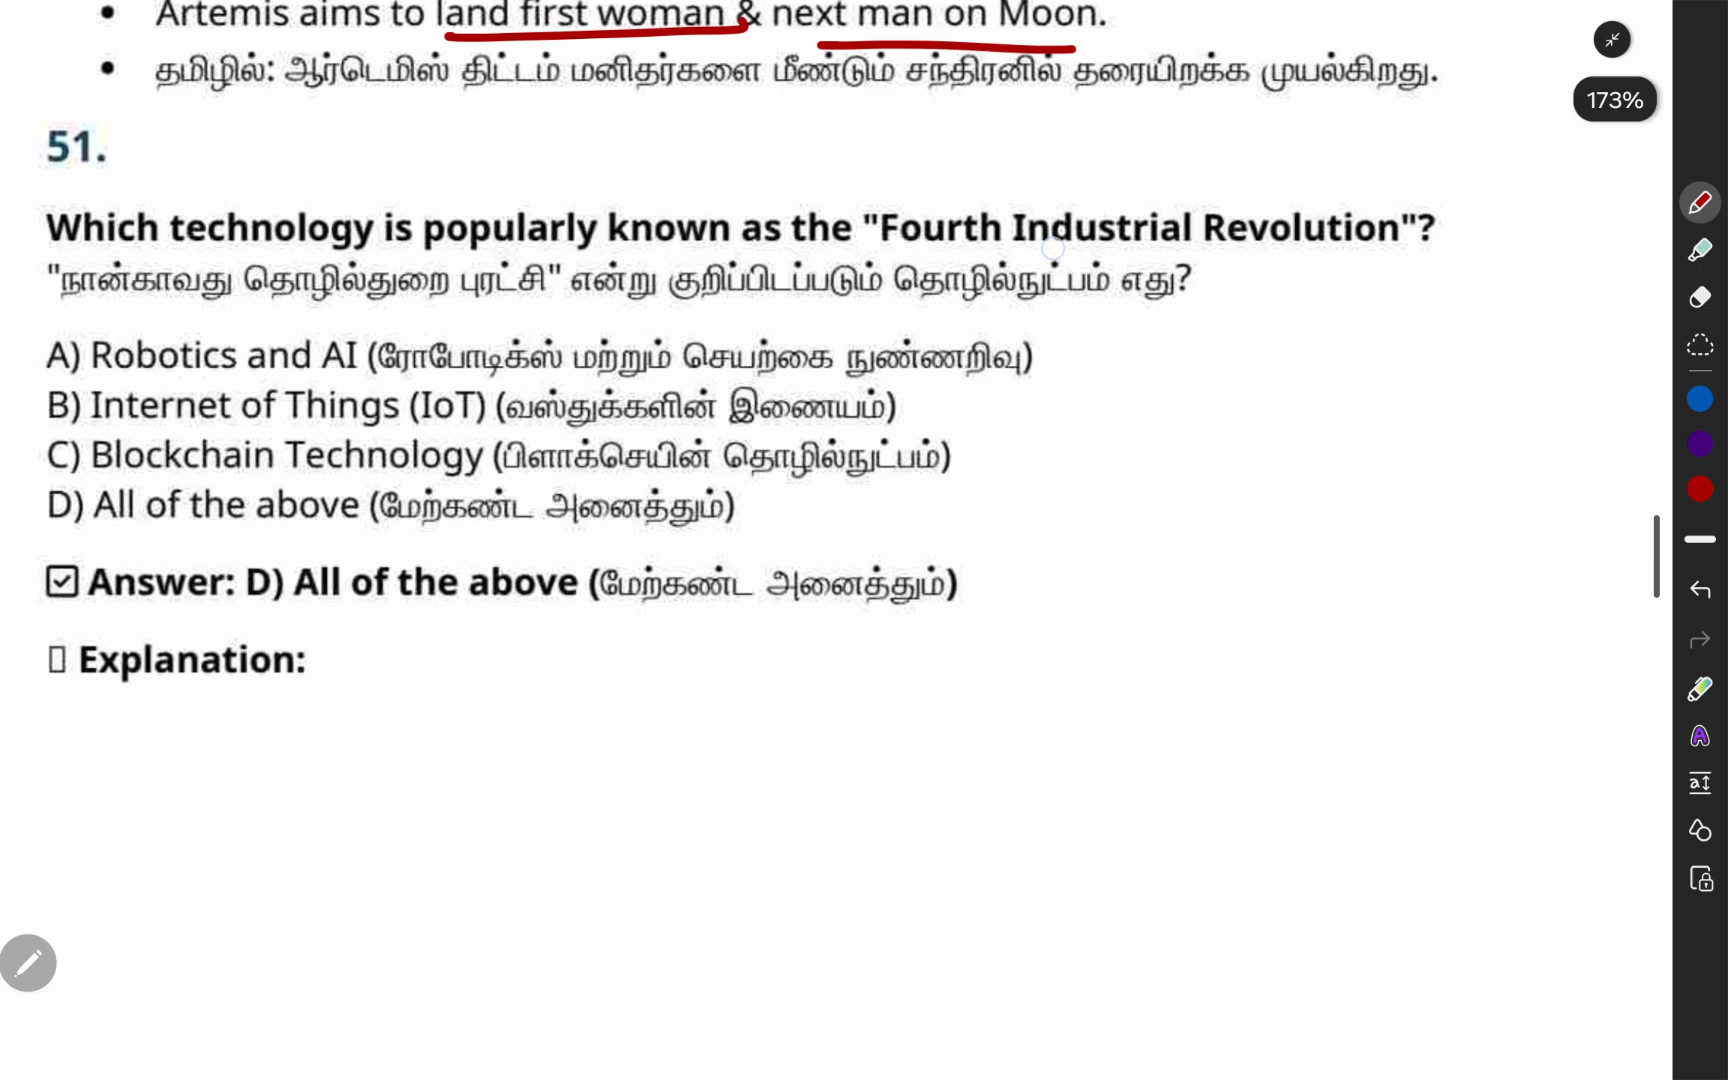 • Artemis aims to land first woman & next man on Moon.
• தமிழில்: ஆர்டெமிஸ் திட்டம் மனிதர்களை மீண்டும் சந்திரனில் தரையிறக்க முயல்கிறது.
173%
51.
Which technology is popularly known as the "Fourth Industrial Revolution"?
"நான்காவது தொழில்துறை புரட்சி" என்று குறிப்பிடப்படும் தொழில்நுட்பம் எது?
A) Robotics and AI (ரோபோடிக்ஸ் மற்றும் செயற்கை நுண்ணறிவு)
B) Internet of Things (IoT) (வஸ்துக்களின் இணையம்)
C) Blockchain Technology (பிளாக்செயின் தொழில்நுட்பம்)
D) All of the above (மேற்கண்ட அனைத்தும்)
Answer: D) All of the above (மேற்கண்ட அனைத்தும்)
Explanation: